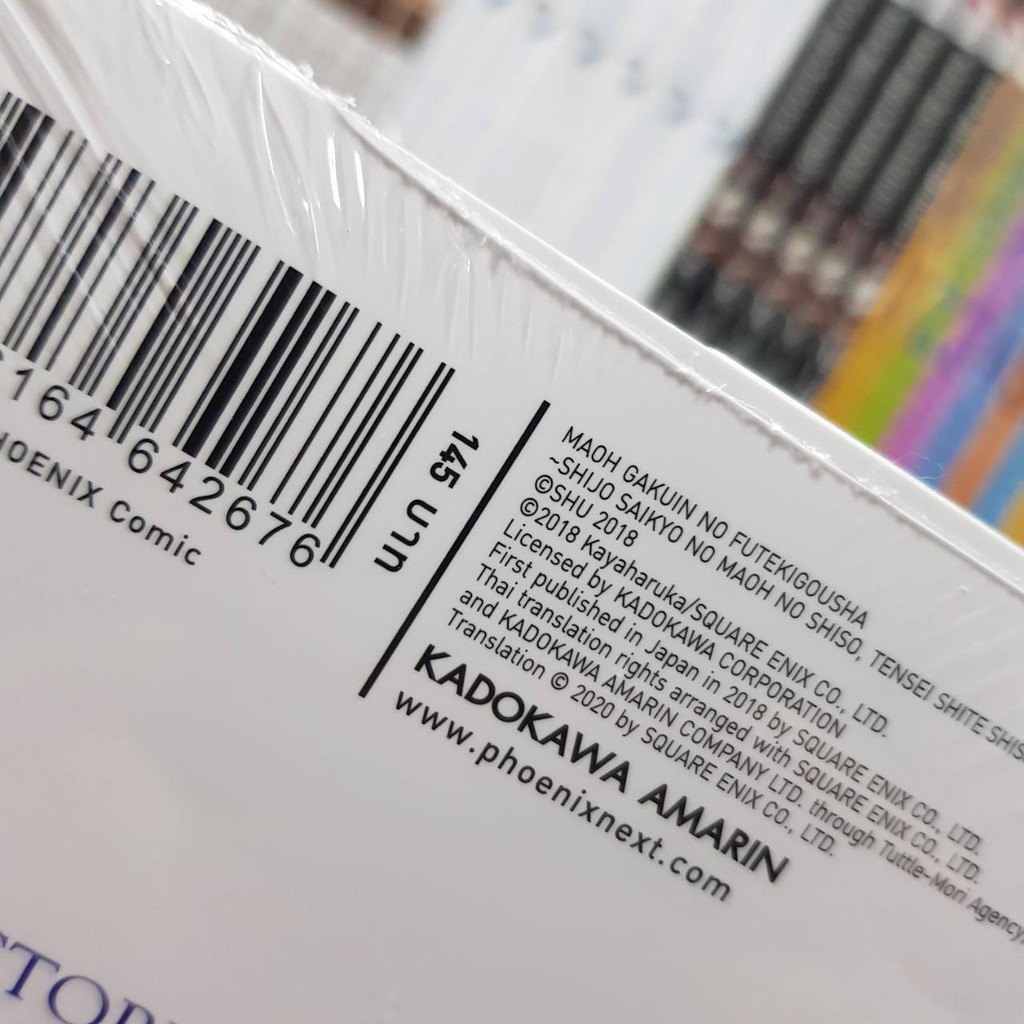 164 642676
PHOENIX Comic
145 บาท
MAOH GAKUIN NO FUTEKIGOUSHA
~SHIJO SAIKYO NO MAOH NO SHISO, TENSEI SHITE SHIS
©SHU 2018
©2018 Kayaharuka/SQUARE ENIX CO., LTD.
Licensed by KADOKAWA CORPORATION
First published in Japan in 2018 by SQUARE ENIX CO., LTD.
Thai translation rights arranged with SQUARE ENIX CO., LTD.
and KADOKAWA AMARIN COMPANY LTD. through Tuttle-Mori Agency,
Translation © 2020 by SQUARE ENIX CO., LTD.
KADOKAWA AMARIN
www.phoenixnext.com